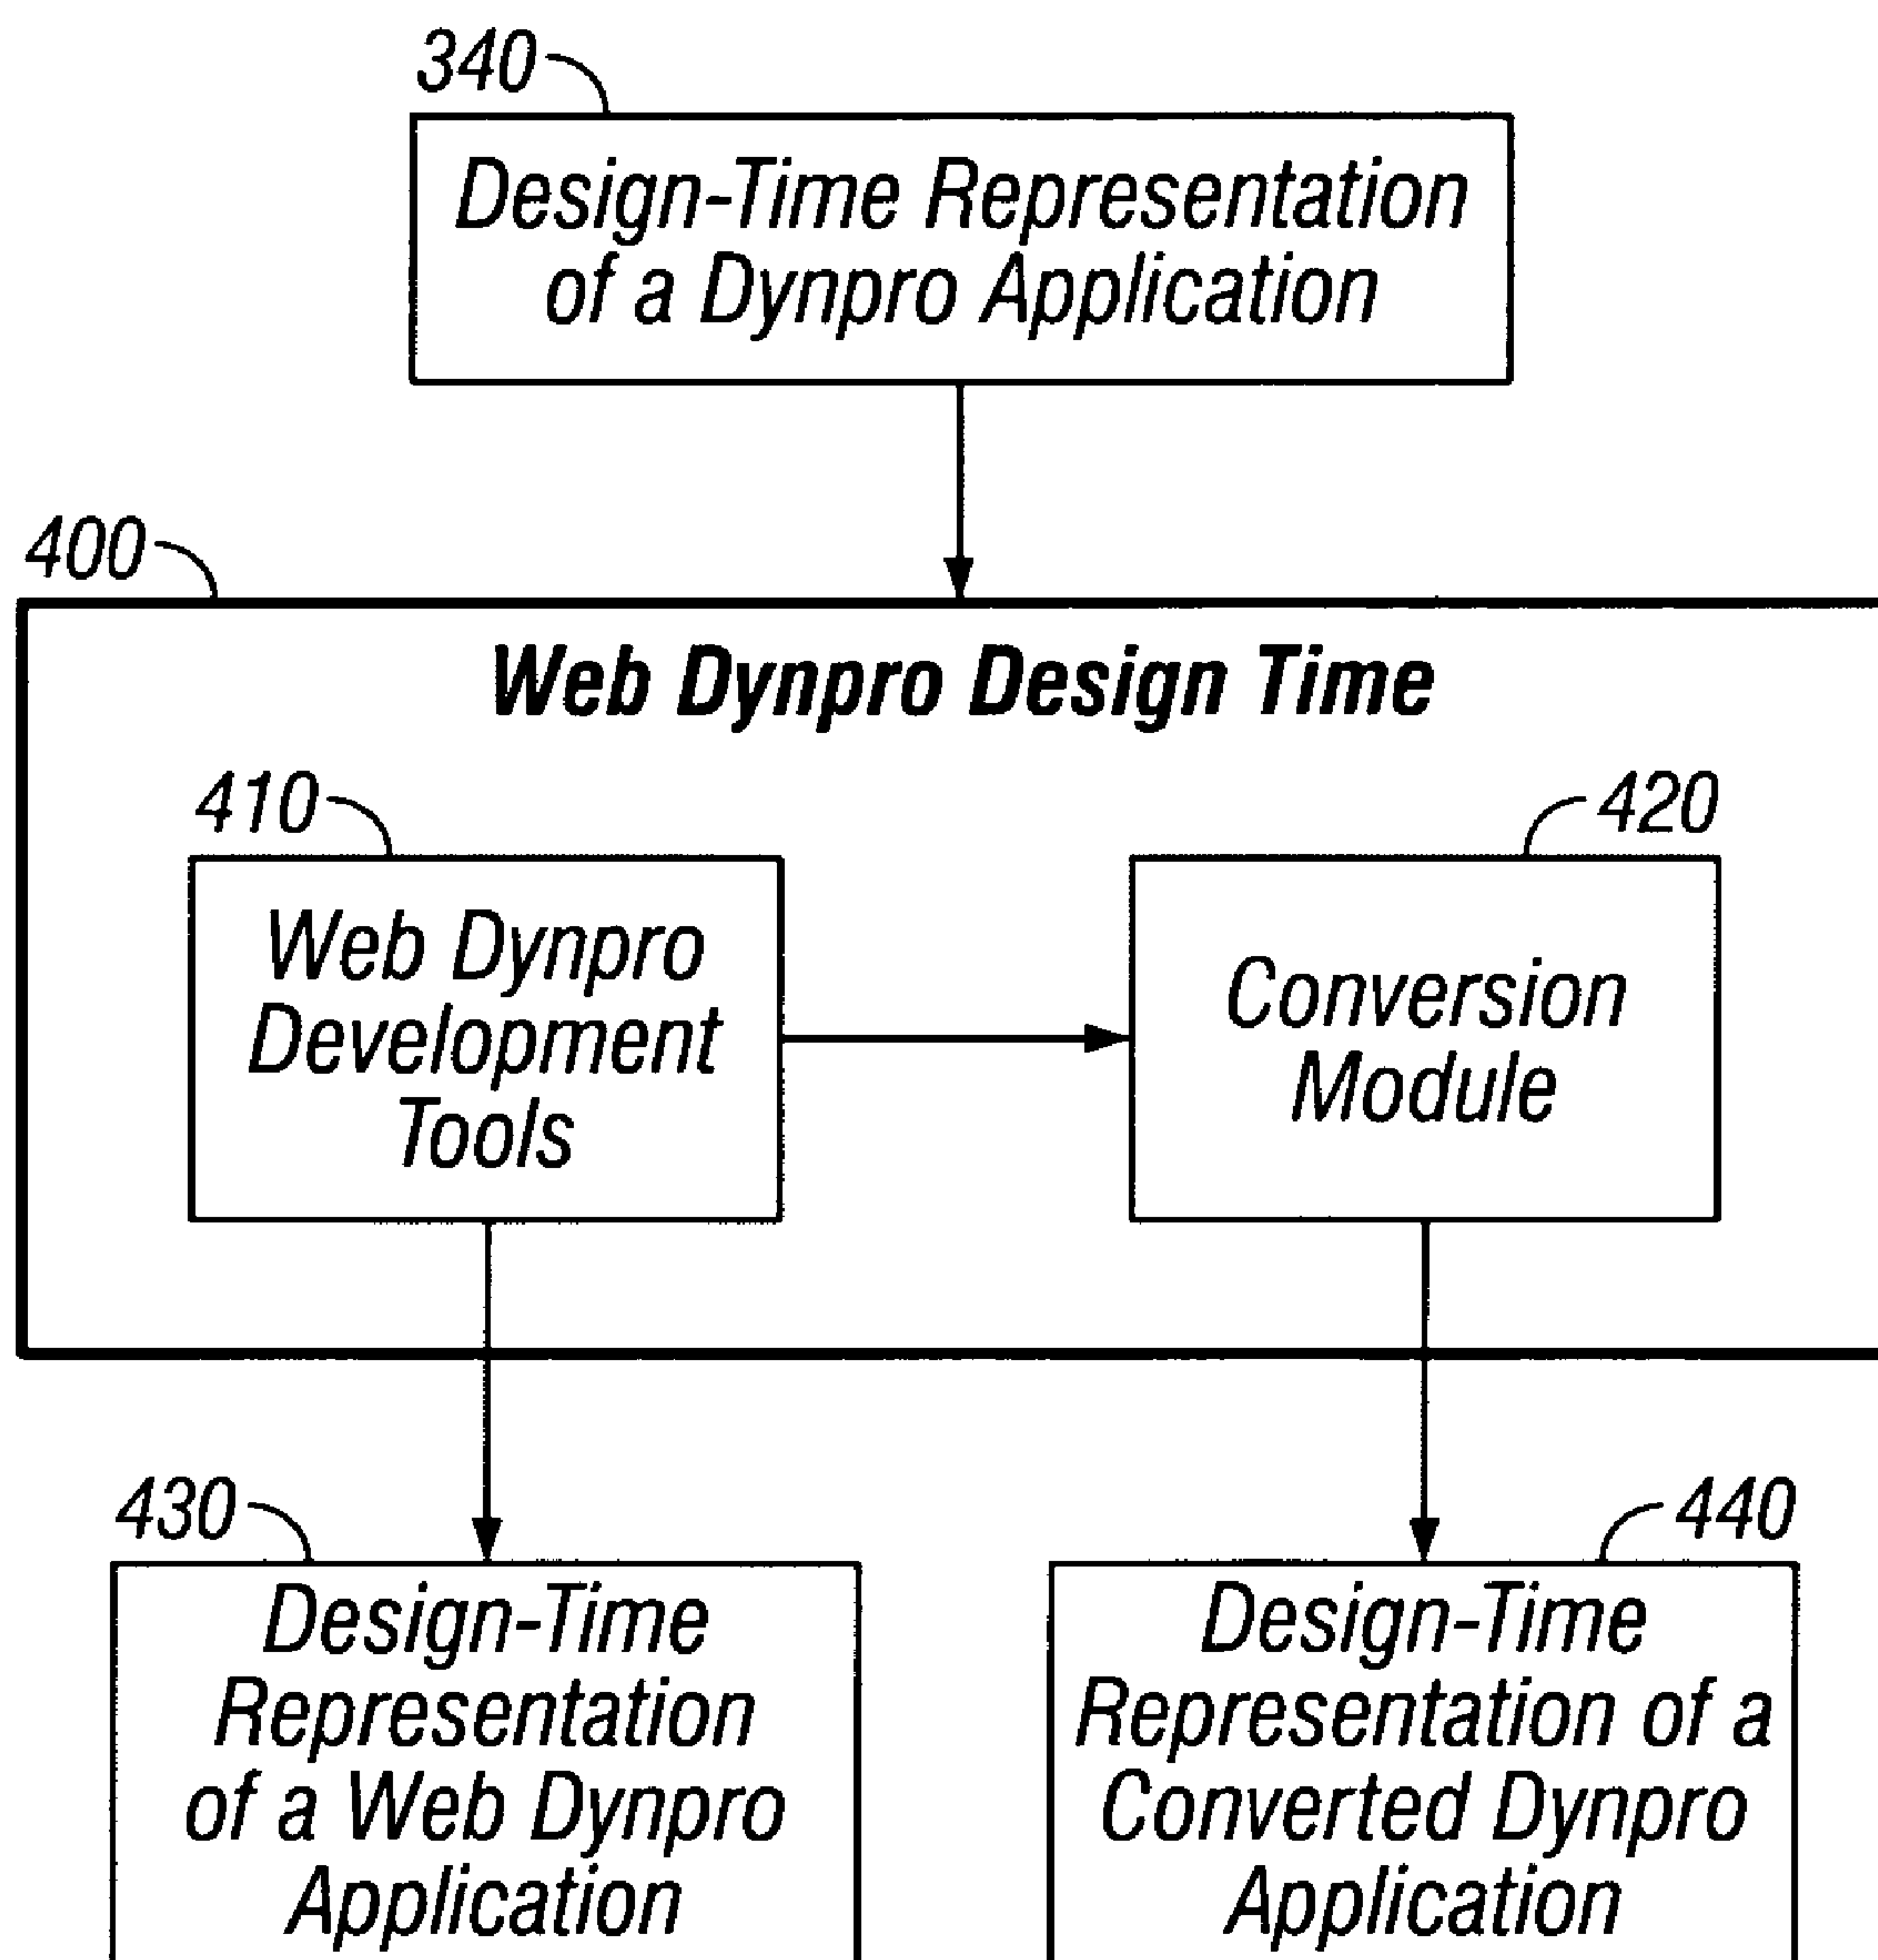 340
Design-Time Representation
of a Dynpro Application
400
Web Dynpro Design Time
410
420
Web Dynpro
Development
Tools
Conversion
Module
430
440
Design-Time
Representation
of a Web Dynpro
Application
Design-Time
Representation of a
Converted Dynpro
Application